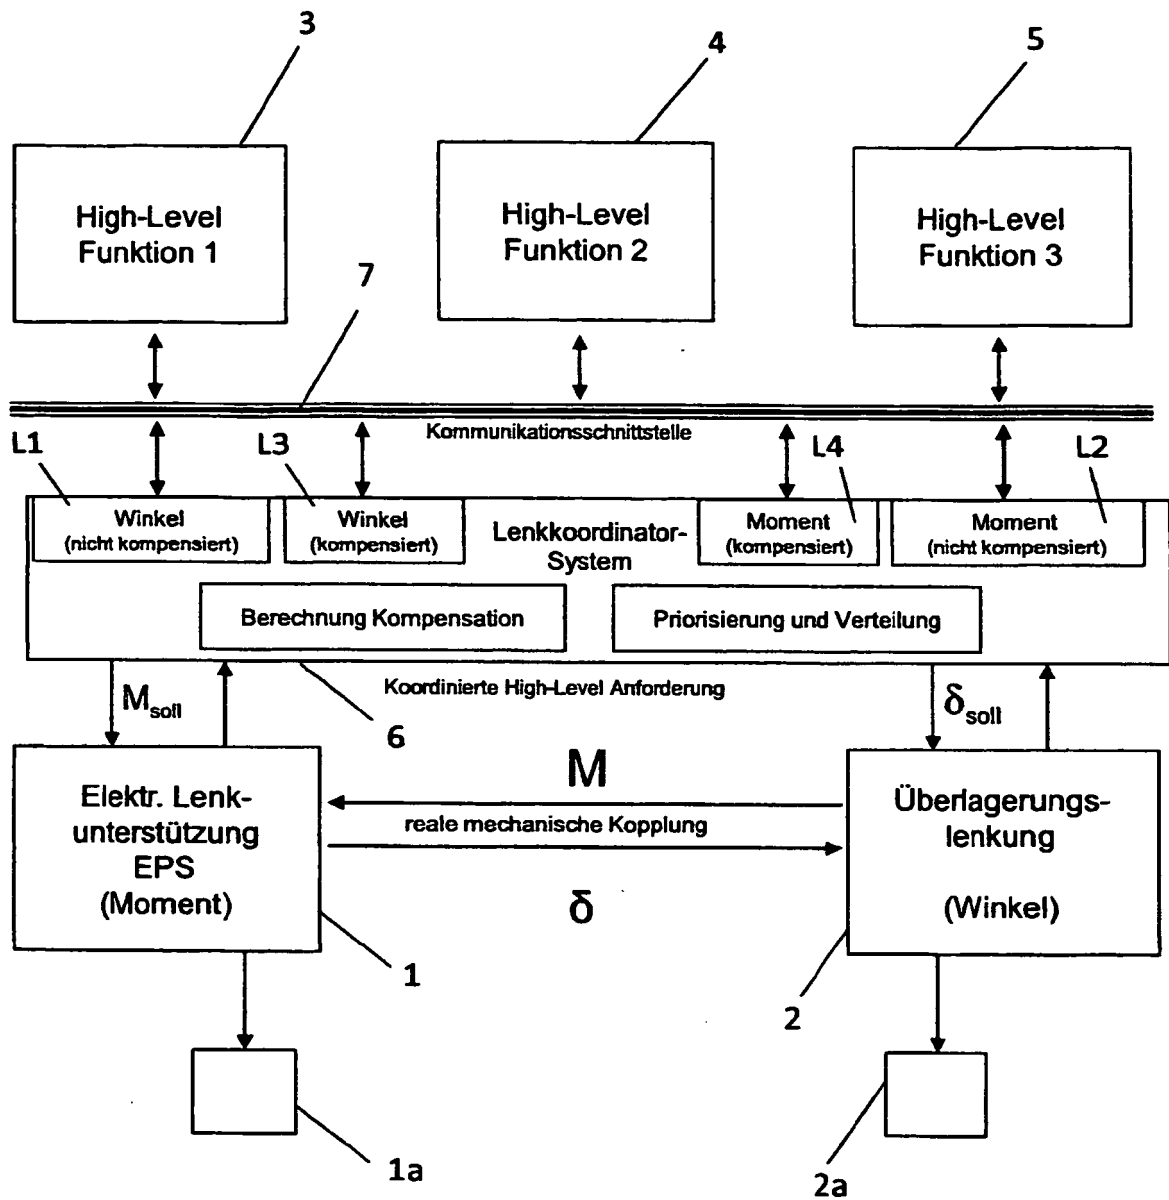 3
4
5
High-Level
Funktion 1
High-Level
Funktion 2
High-Level
Funktion 3
7
Kommunikationsschnittstelle
L1
L3
L4
L2
Winkel
(nicht kompensiert)
Winkel
(kompensiert)
Lenkkoordinator-
System
Moment
(kompensiert)
Moment
(nicht kompensiert)
Berechnung Kompensation
Priorisierung und Verteilung
Koordinierte High-Level Anforderung
Msoll
6
δsoll
Elektr. Lenk-
unterstützung
EPS
(Moment)
M
reale mechanische Kopplung
δ
Überlagerungs-
lenkung
(Winkel)
1
2
1a
2a